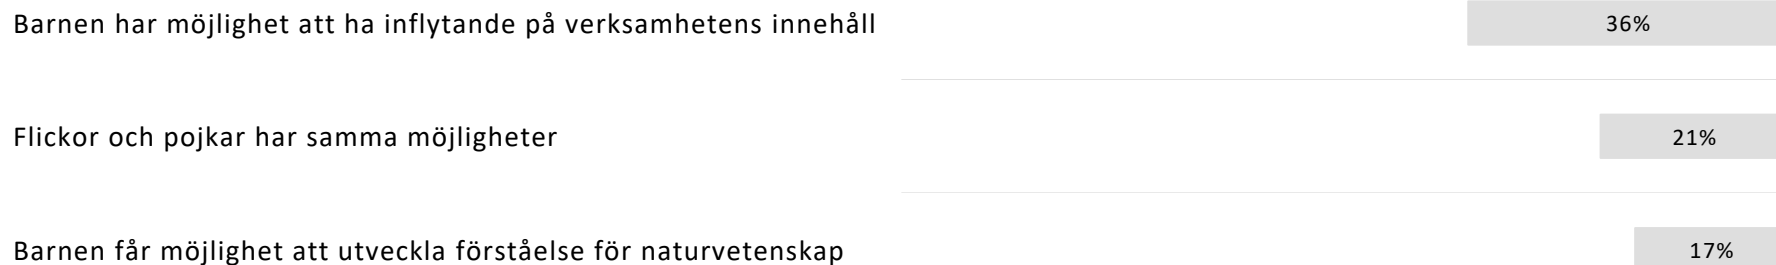 Barnen har möjlighet att ha inflytande på verksamhetens innehåll 36%
Flickor och pojkar har samma möjligheter 21%
Barnen får möjlighet att utveckla förståelse för naturvetenskap 17%